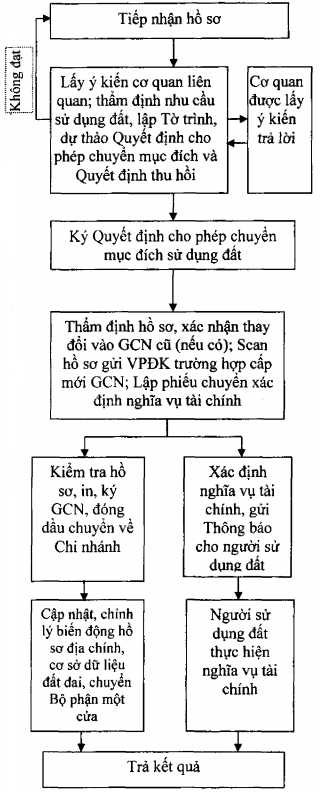 Tiếp nhận hồ sơ
Không đạt
Lấy ý kiến cơ quan liên
quan; thẩm định nhu cầu
sử dụng đất, lập Tờ trình,
dự thảo Quyết định cho
phép chuyển mục đích và
Quyết định thu hồi
Cơ quan
được lấy
ý kiến
trả lời
Ký Quyết định cho phép chuyển
mục đích sử dụng đất
Thẩm định hồ sơ, xác nhận thay
đổi vào GCN cũ (nếu có); Scan
hồ sơ gửi VPĐK trường hợp cấp
mới GCN; Lập phiếu chuyển xác
định nghĩa vụ tài chính
Kiểm tra hồ
sơ, in, ký
GCN, đóng
dấu chuyển về
Chi nhánh
Xác định
nghĩa vụ tài
chính, gửi
Thông báo
cho người sử
dụng đất
Cập nhật, chỉnh
lý biến động hồ
sơ địa chính,
cơ sở dữ liệu
đất đai, chuyển
Bộ phận một
cửa
Người sử
dụng đất
thực hiện
nghĩa vụ tài
chính
Trả kết quả